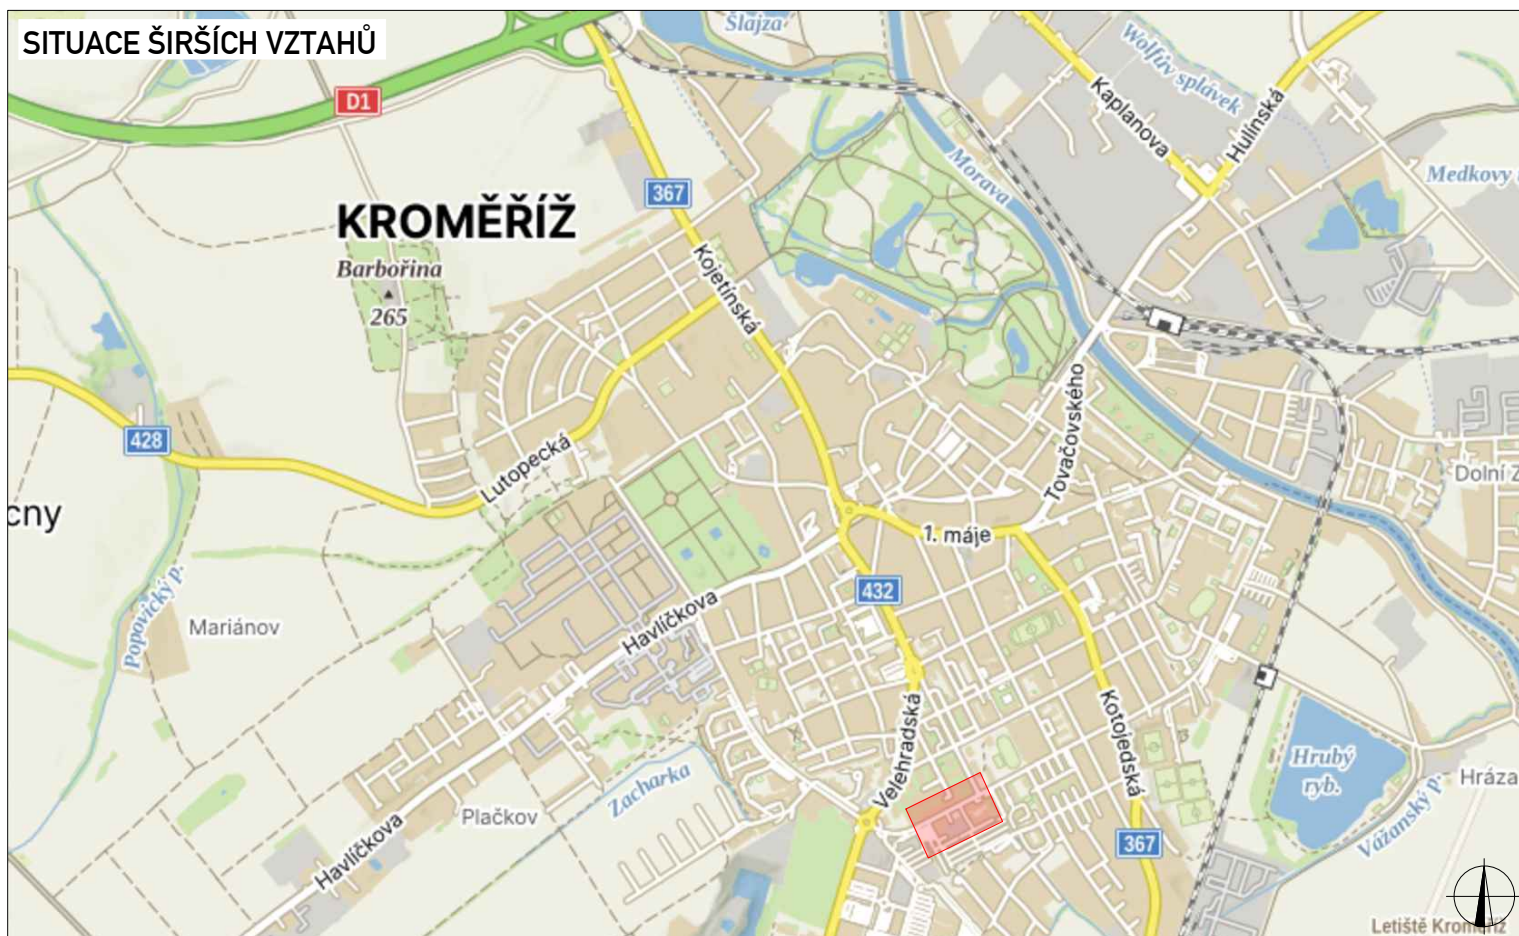 SITUACE ŠIRŠÍCH VZTAHŮ
Šlajza
Wolfův splávek
Kaplanova
Hulínská
D1
Morava
Medkovy
367
KROMĚŘÍŽ
Barbořina
265
Kojetínská
Tovačovského
428
Lutopecká
Dolní Z
cny
1. máje
432
Popovický p.
Mariánov
Havlíčkova
Velehradská
Kotojedská
Hrubý
ryb.
Hráza
Zacharka
Plačkov
Havlíčkova
Vážanský p.
367
Letiště Kroměříž